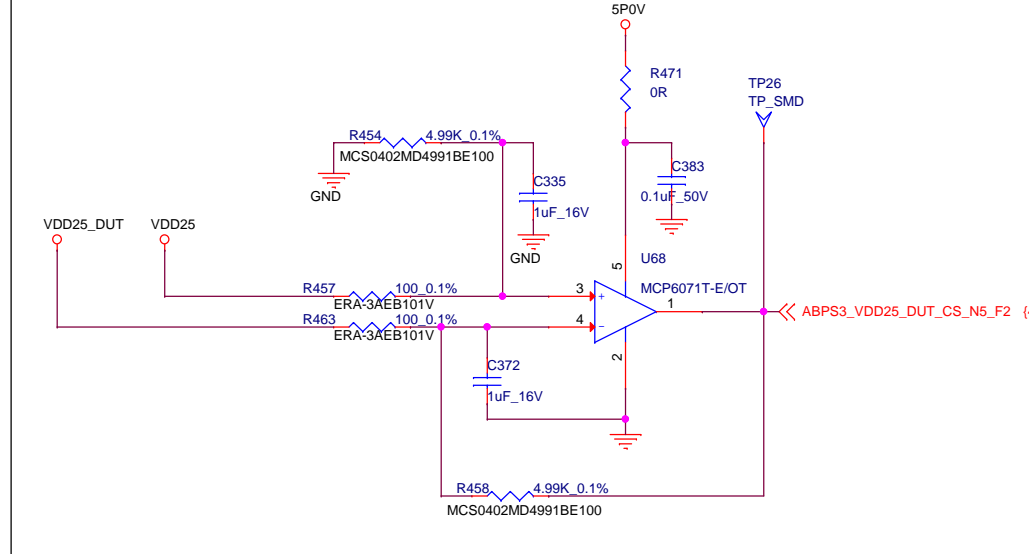 5P0V
R471
0R
TP26
TP_SMD
R454 4.99K_0.1%
MCS0402MD4991BE100
GND
C335
1uF_16V
GND
C383
0.1uF_50V
VDD25_DUT
VDD25
U68
MCP6071T-E/OT
5
R457 100_0.1%
ERA-3AEB101V
3
+
1
ABPS3_VDD25_DUT_CS_N5_F2 {4
R463 100_0.1%
ERA-3AEB101V
4
-
2
C372
1uF_16V
R458 4.99K_0.1%
MCS0402MD4991BE100